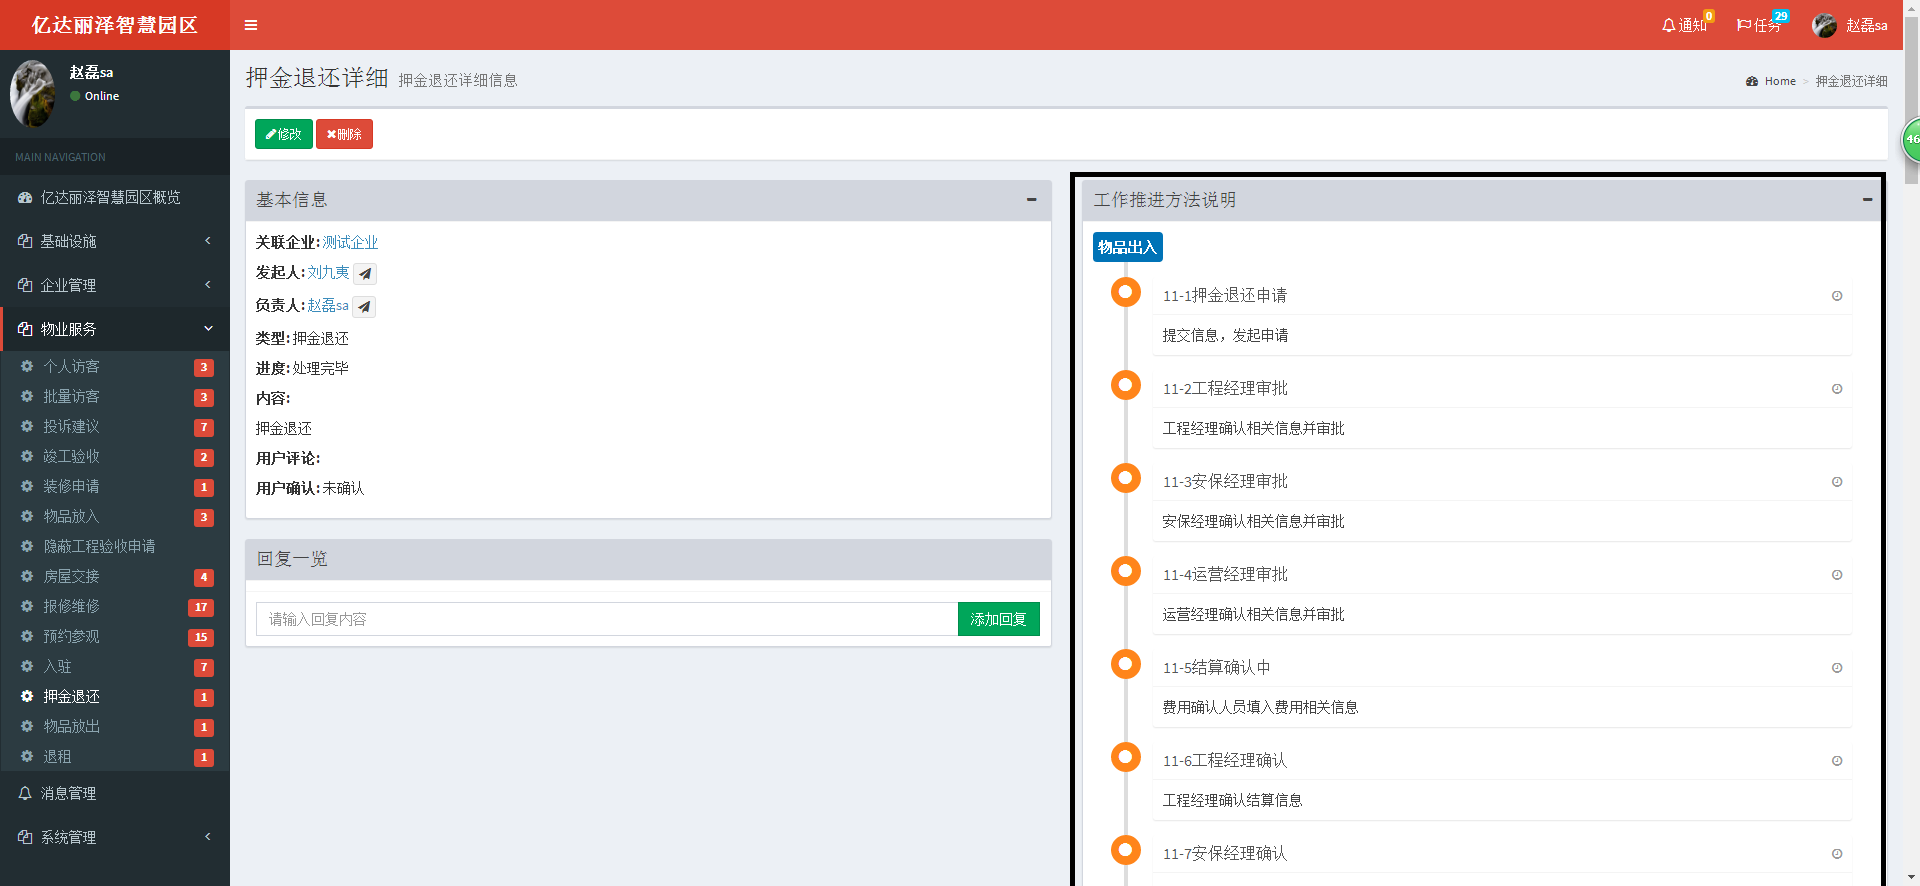 亿达丽泽智慧园区
通知
0
任务
29
赵磊sa
赵磊sa
Online
MAIN NAVIGATION
亿达丽泽智慧园区概览
基础设施
企业管理
物业服务
个人访客 3
批量访客 3
投诉建议 7
竣工验收 2
装修申请 1
物品放入 3
隐蔽工程验收申请
房屋交接 4
报修维修 17
预约参观 15
入驻 7
押金退还 1
物品放出 1
退租 1
消息管理
系统管理
押金退还详细 押金退还详细信息
Home > 押金退还详细
修改
删除
基本信息
关联企业:测试企业
发起人:刘九夷
负责人:赵磊sa
类型:押金退还
进度:处理完毕
内容:
押金退还
用户评论:
用户确认:未确认
回复一览
请输入回复内容
添加回复
工作推进方法说明
物品出入
11-1押金退还申请
提交信息，发起申请
11-2工程经理审批
工程经理确认相关信息并审批
11-3安保经理审批
安保经理确认相关信息并审批
11-4运营经理审批
运营经理确认相关信息并审批
11-5结算确认中
费用确认人员填入费用相关信息
11-6工程经理确认
工程经理确认结算信息
11-7安保经理确认
46